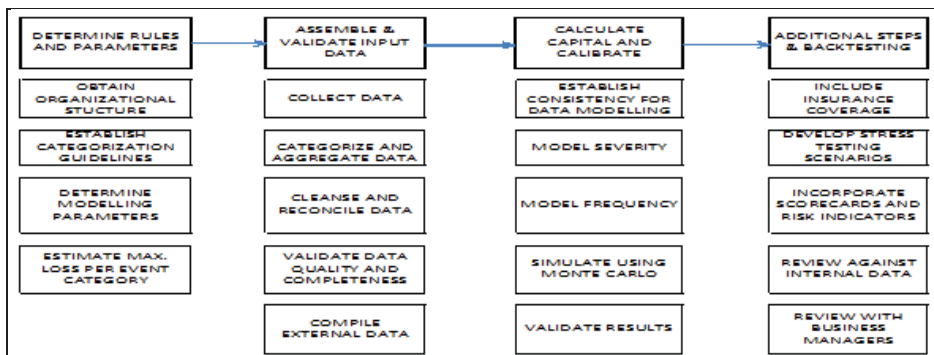 DETERMINE RULES
AND PARAMETERS
ASSEMBLE &
VALIDATE INPUT
DATA
CALCULATE
CAPITAL AND
CALIBRATE
ADDITIONAL STEPS
& BACKTESTING
OBTAIN
ORGANIZATIONAL
STUCTURE
ESTABLISH
CATEGORIZATION
GUIDELINES
DETERMINE
MODELLING
PARAMETERS
ESTIMATE MAX.
LOSS PER EVENT
CATEGORY
COLLECT DATA
CATEGORIZE AND
AGGREGATE DATA
CLEANSE AND
RECONCILE DATA
VALIDATE DATA
QUALITY AND
COMPLETENESS
COMPILE
EXTERNAL DATA
ESTABLISH
CONSISTENCY FOR
DATA MODELLING
MODEL SEVERITY
MODEL FREQUENCY
SIMULATE USING
MONTE CARLO
VALIDATE RESULTS
INCLUDE
INSURANCE
COVERAGE
DEVELOP STRESS
TESTING
SCENARIOS
INCORPORATE
SCORECARDS AND
RISK INDICATORS
REVIEW AGAINST
INTERNAL DATA
REVIEW WITH
BUSINESS
MANAGERS